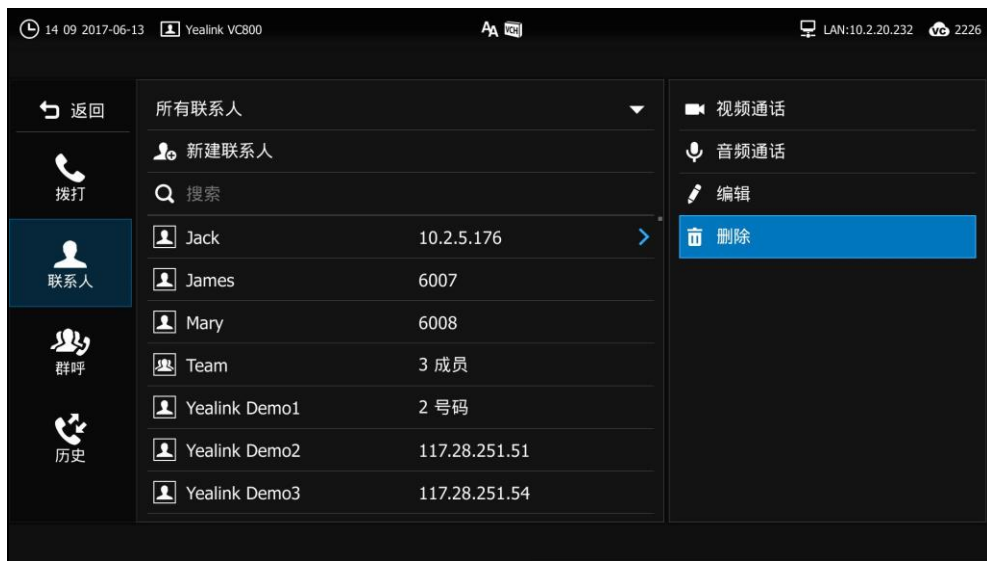 14 09 2017-06-13 Yealink VC800 AA VCH LAN:10.2.20.232 VC 2226
返回
拨打
联系人
群呼
历史
所有联系人
新建联系人
搜索
Jack 10.2.5.176
James 6007
Mary 6008
Team 3 成员
Yealink Demo1 2 号码
Yealink Demo2 117.28.251.51
Yealink Demo3 117.28.251.54
视频通话
音频通话
编辑
删除